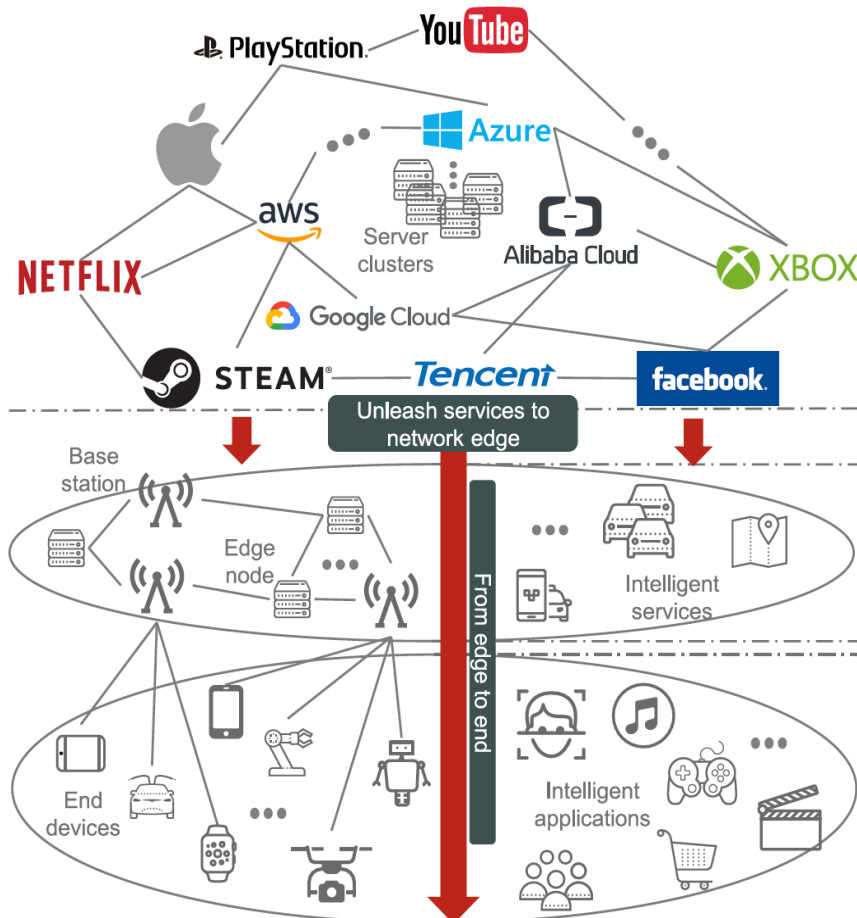 PlayStation.
YouTube
Azure
aws
Server
clusters
Alibaba Cloud
NETFLIX
XBOX
Google Cloud
STEAM®
Tencent
facebook.
Unleash services to
network edge
Base
station
Edge
node
Intelligent
services
From edge to end
End
devices
Intelligent
applications